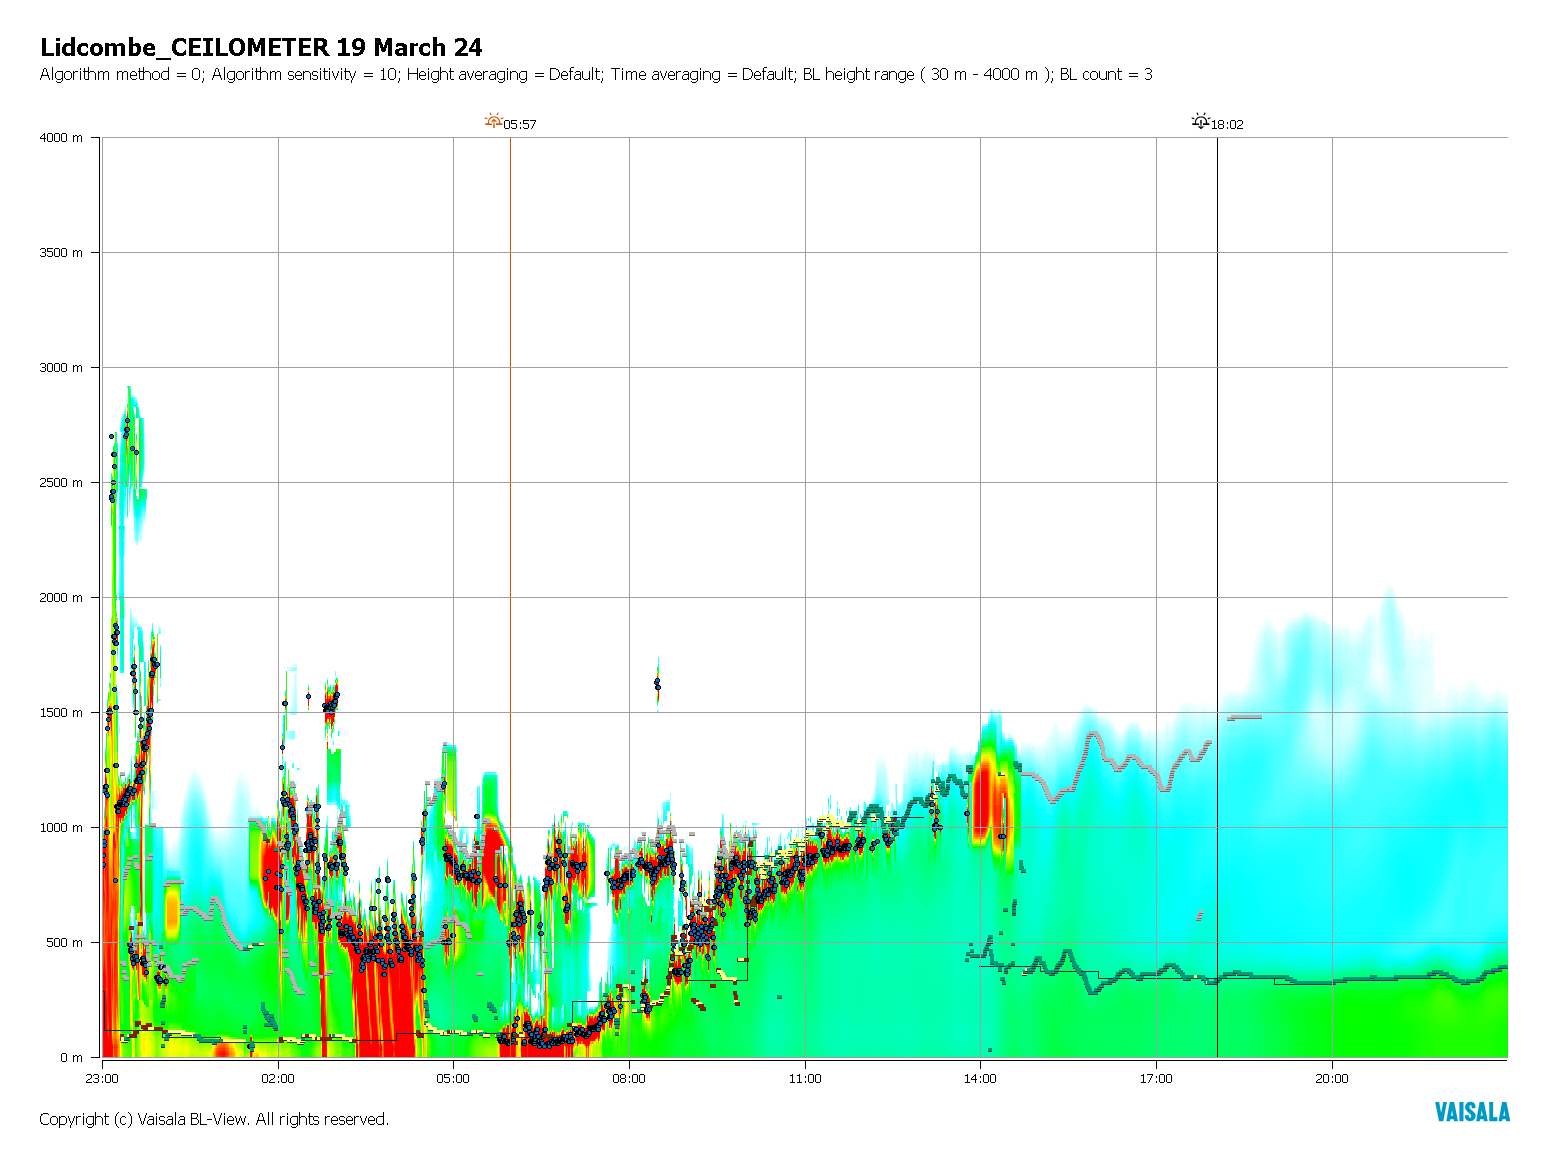 Lidcombe_CEILOMETER 19 March 24
Algorithm method = 0; Algorithm sensitivity = 10; Height averaging = Default; Time averaging = Default; BL height range ( 30 m - 4000 m ); BL count = 3
05:57
18:02
4000 m
3500 m
3000 m
2500 m
2000 m
1500 m
1000 m
500 m
0 m
23:00
02:00
05:00
08:00
11:00
14:00
17:00
20:00
Copyright (c) Vaisala BL-View. All rights reserved.
VAISALA